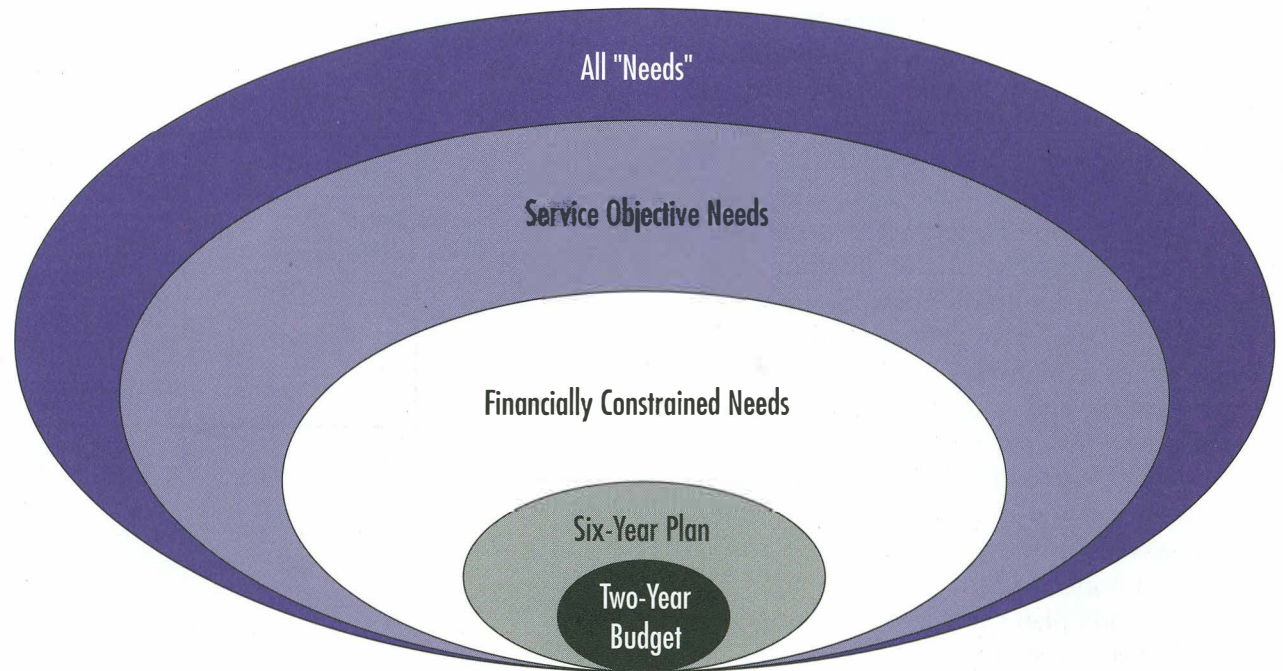 All "Needs"
Service Objective Needs
Financially Constrained Needs
Six-Year Plan
Two-Year
Budget